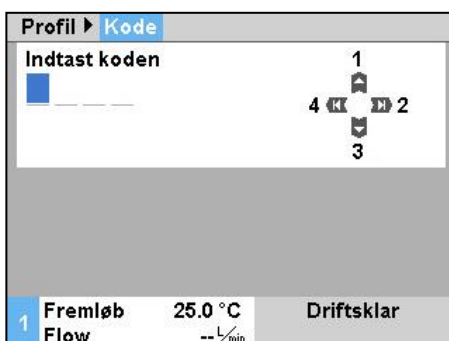 Profil ▶ Kode
Indtast koden
1
4 2
3
1 Fremløb 25.0 °C Driftsklar
Flow -- L/min